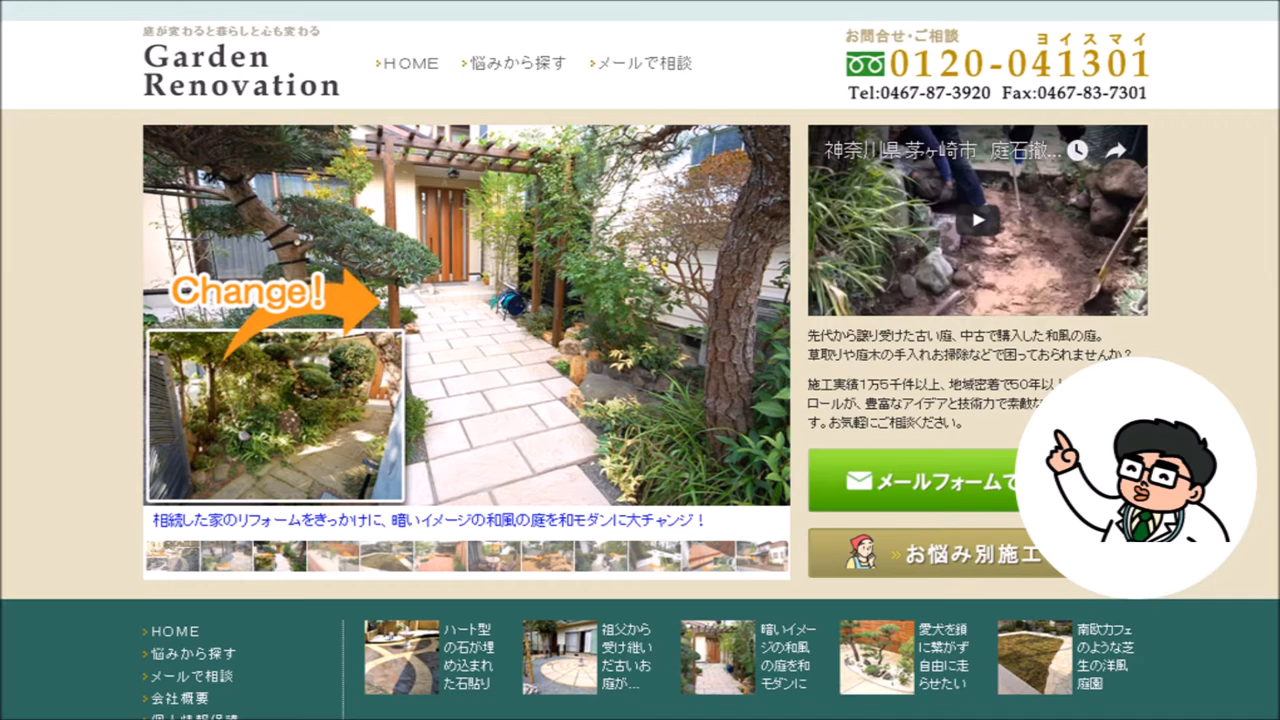 庭が変わると暮らしと心も変わる
Garden
Renovation
HOME
悩みから探す
メールで相談
お問合せ・ご相談
ヨイスマイ
0120-041301
Tel:0467-87-3920 Fax:0467-83-7301
Change!
相続した家のリフォームをきっかけに、暗いイメージの和風の庭を和モダンに大チャンジ！
神奈川県 茅ヶ崎市 庭石撤...
先代から譲り受けた古い庭、中古で購入した和風の庭。
草取りや庭木の手入れお掃除などで困っておられませんか？
施工実績1万5千件以上、地域密着で50年以
ロールが、豊富なアイデアと技術力で素敵な
す。お気軽にご相談ください。
メールフォームで
» お悩み別施工
HOME
悩みから探す
メールで相談
会社概要
個人情報保護
ハート型
の石が埋
め込まれ
た石貼り
祖父から
受け継い
だ古いお
庭が...
暗いイメー
ジの和風
の庭を和
モダンに
愛犬を鎖
に繋がず
自由に走
らせたい
南欧カフェ
のような芝
生の洋風
庭園